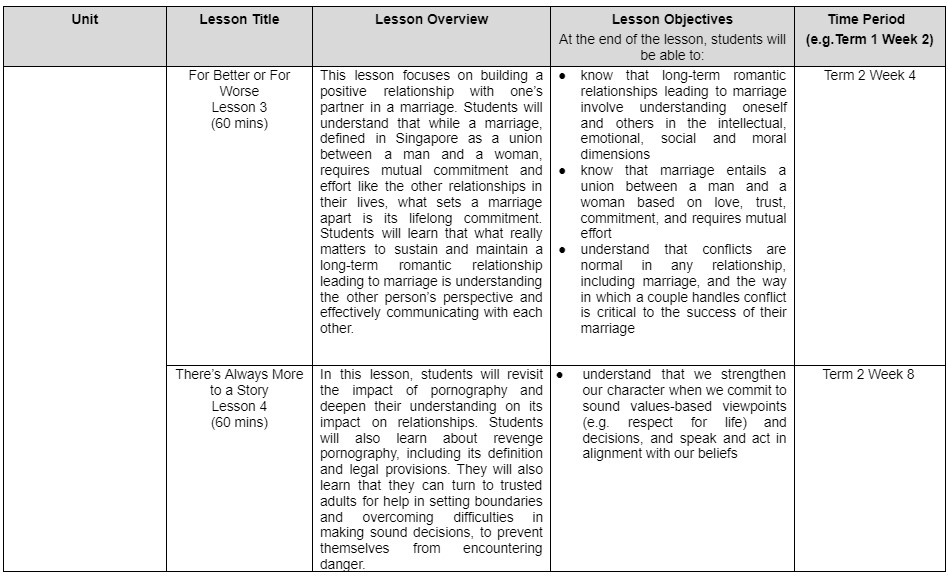 Unit
Lesson Title
Lesson Overview
Lesson Objectives
At the end of the lesson, students will
be able to:
Time Period
(e.g.Term 1 Week 2)
For Better or For
Worse
Lesson 3
(60 mins)
This lesson focuses on building a
positive relationship with one's
partner in a marriage. Students will
understand that while a marriage,
defined in Singapore as a union
between a man and a woman,
requires mutual commitment and
effort like the other relationships in
their lives, what sets a marriage
apart is its lifelong commitment.
Students will learn that what really
matters to sustain and maintain a
long-term romantic relationship
leading to marriage is understanding
the other person's perspective and
effectively communicating with each
other.
● know that long-term romantic
relationships leading to marriage
involve understanding oneself
and others in the intellectual,
emotional, social and moral
dimensions
● know that marriage entails a
union between a man and a
woman based on love, trust,
commitment, and requires mutual
effort
● understand that conflicts are
normal in any relationship,
including marriage, and the way
in which a couple handles conflict
is critical to the success of their
marriage
Term 2 Week 4
There's Always More
to a Story
Lesson 4
(60 mins)
In this lesson, students will revisit
the impact of pornography and
deepen their understanding on its
impact on relationships. Students
will also learn about revenge
pornography, including its definition
and legal provisions. They will also
learn that they can turn to trusted
adults for help in setting boundaries
and overcoming difficulties in
making sound decisions, to prevent
themselves from encountering
danger.
● understand that we strengthen
our character when we commit to
sound values-based viewpoints
(e.g. respect for life) and
decisions, and speak and act in
alignment with our beliefs
Term 2 Week 8